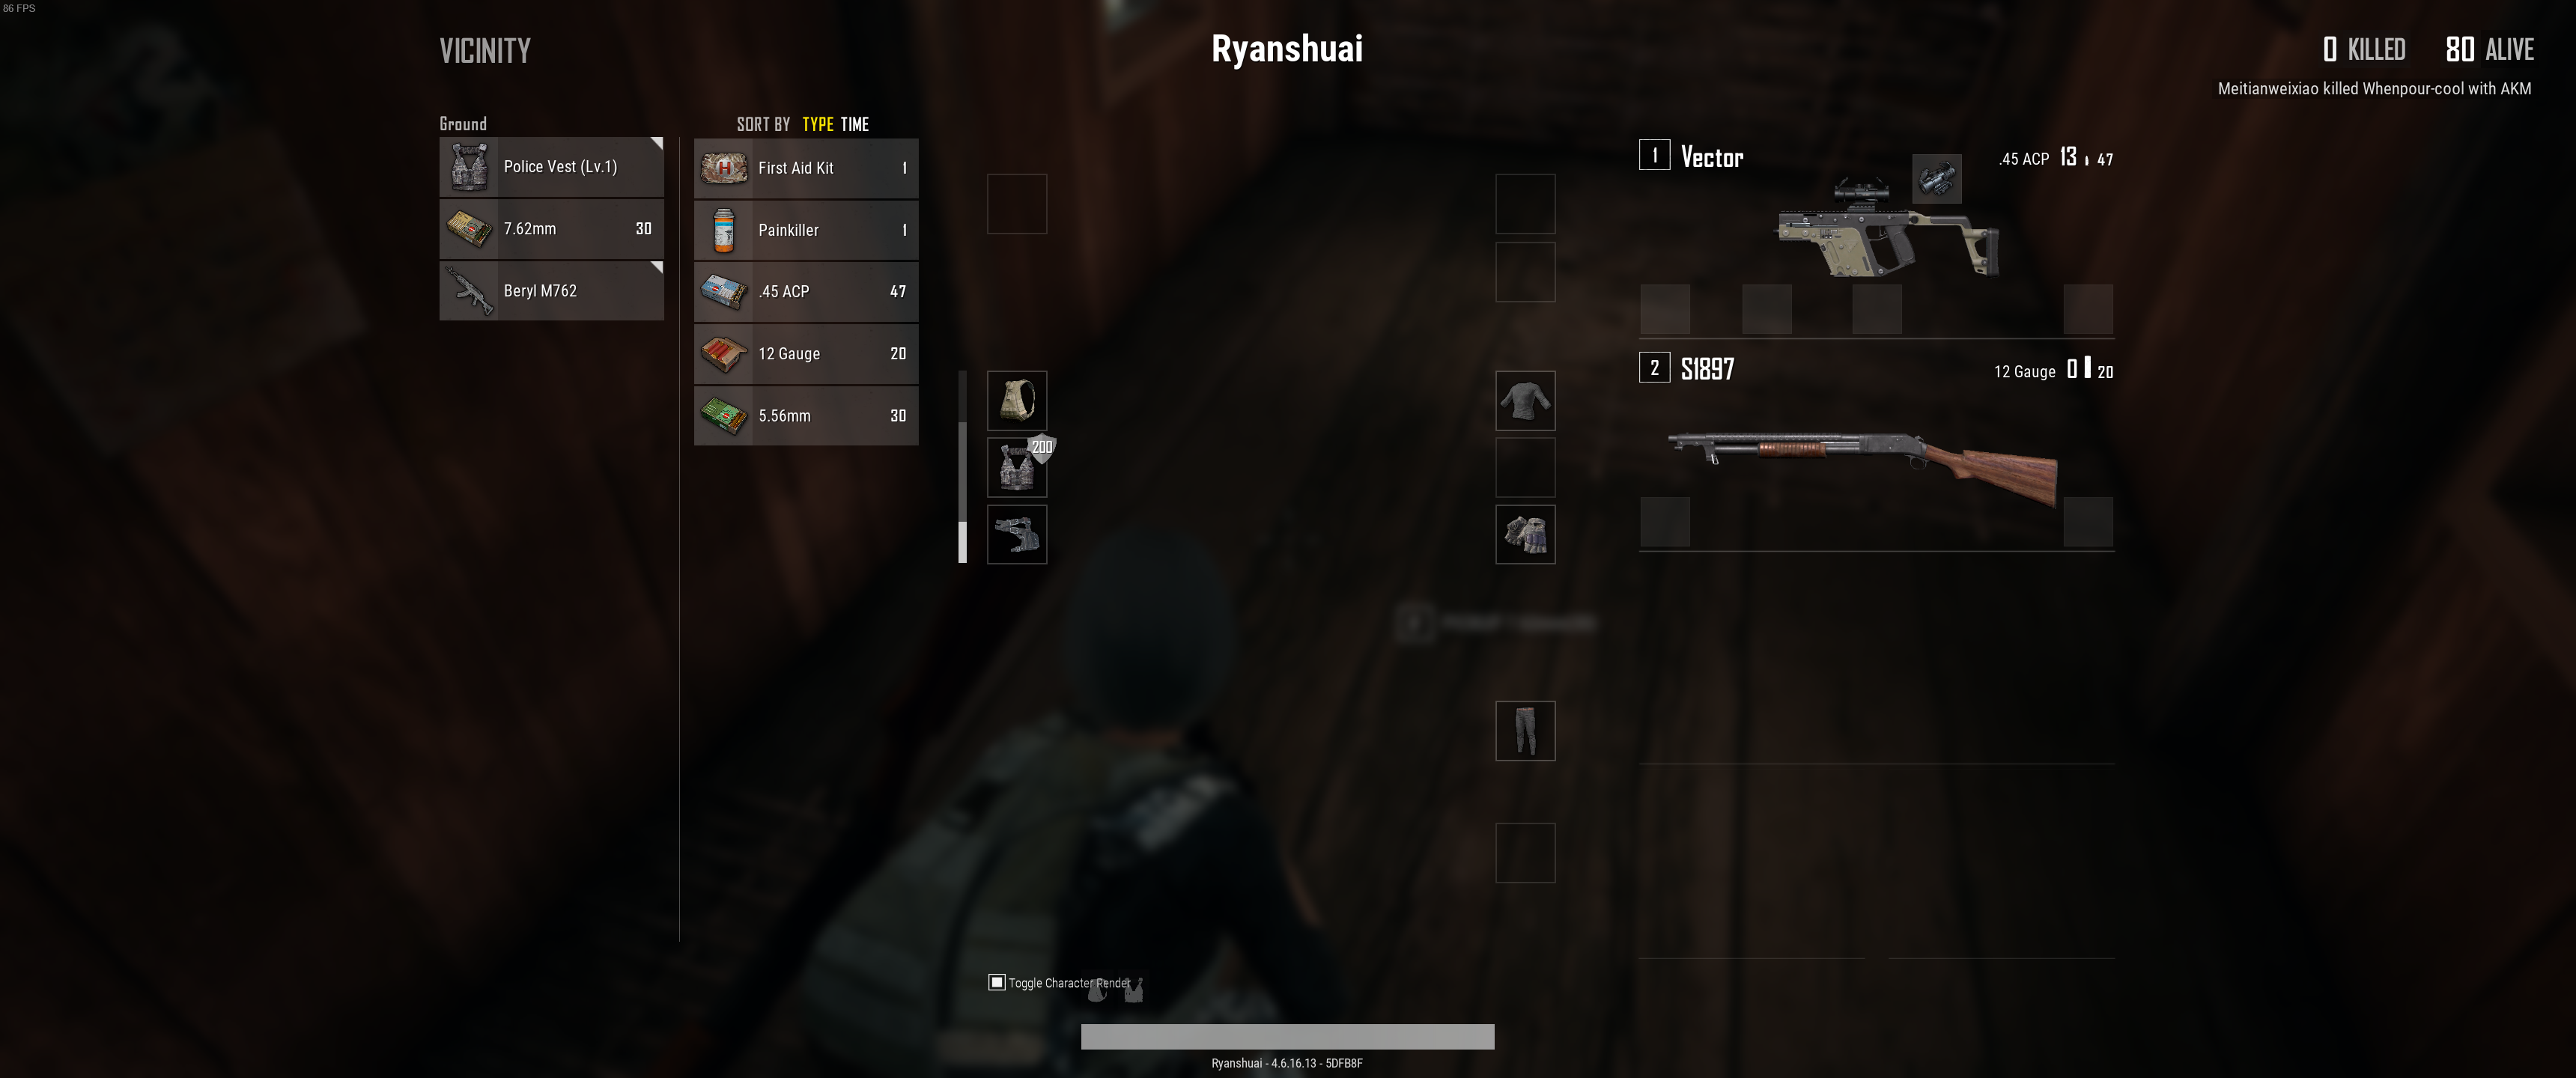 86 FPS
VICINITY
Ryanshuai
0 KILLED 80 ALIVE
Meitianweixiao killed Whenpour-cool with AKM
Ground
SORT BY TYPE TIME
Police Vest (Lv.1)
7.62mm 30
Beryl M762
First Aid Kit 1
Painkiller 1
.45 ACP 47
12 Gauge 20
5.56mm 30
200
1 Vector .45 ACP 13 47
2 S1897 12 Gauge 0 20
Toggle Character Render
Ryanshuai - 4.6.16.13 - 5DFB8F